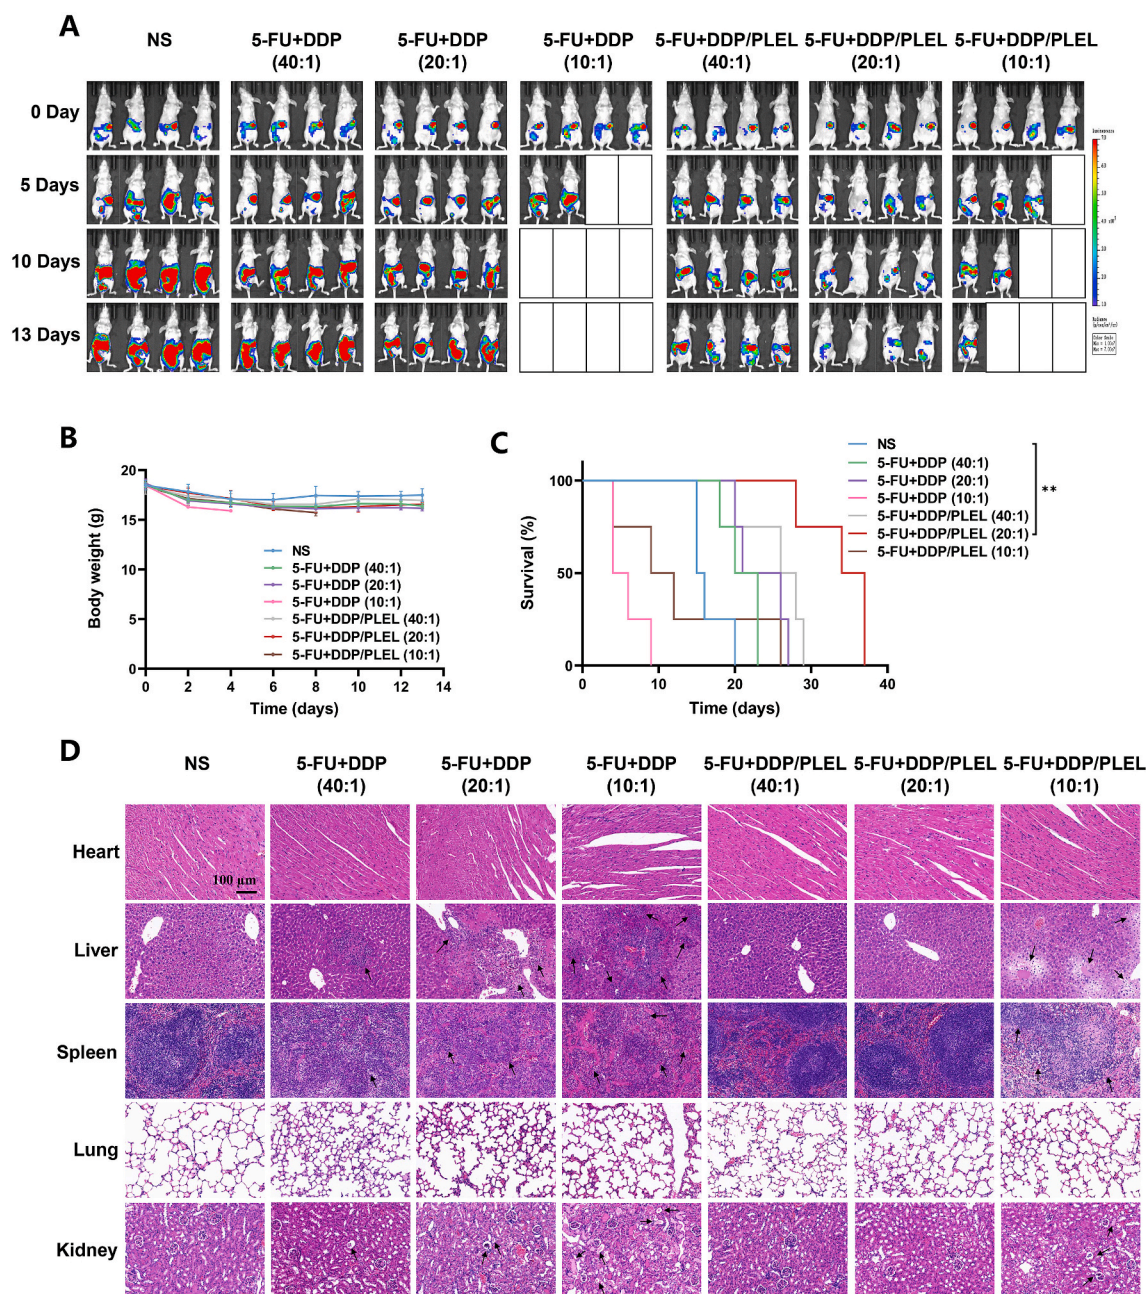 A
NS
5-FU+DDP
(40:1)
5-FU+DDP
(20:1)
5-FU+DDP
(10:1)
5-FU+DDP/PLEL
(40:1)
5-FU+DDP/PLEL
(20:1)
5-FU+DDP/PLEL
(10:1)
0 Day
5 Days
10 Days
13 Days
Luminescence
Radiance
Color Scale
B
Body weight (g)
20
15
10
5
0
0 2 4 6 8 10 12 14
Time (days)
NS
5-FU+DDP (40:1)
5-FU+DDP (20:1)
5-FU+DDP (10:1)
5-FU+DDP/PLEL (40:1)
5-FU+DDP/PLEL (20:1)
5-FU+DDP/PLEL (10:1)
C
Survival (%)
100
50
0
0 10 20 30 40
Time (days)
NS
5-FU+DDP (40:1)
5-FU+DDP (20:1)
5-FU+DDP (10:1)
5-FU+DDP/PLEL (40:1)
5-FU+DDP/PLEL (20:1)
5-FU+DDP/PLEL (10:1)
**
D
NS
5-FU+DDP
(40:1)
5-FU+DDP
(20:1)
5-FU+DDP
(10:1)
5-FU+DDP/PLEL
(40:1)
5-FU+DDP/PLEL
(20:1)
5-FU+DDP/PLEL
(10:1)
Heart
100 μm
Liver
Spleen
Lung
Kidney